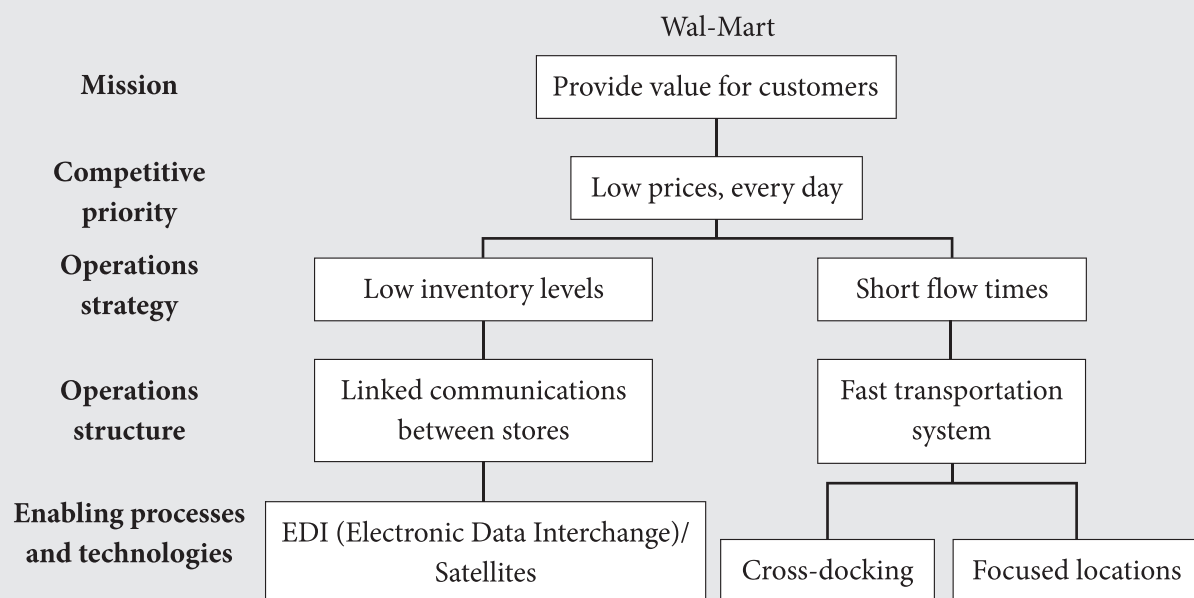 Wal-Mart
Mission
Provide value for customers
Competitive
priority
Low prices, every day
Operations
strategy
Low inventory levels
Short flow times
Operations
structure
Linked communications
between stores
Fast transportation
system
Enabling processes
and technologies
EDI (Electronic Data Interchange)/
Satellites
Cross-docking
Focused locations